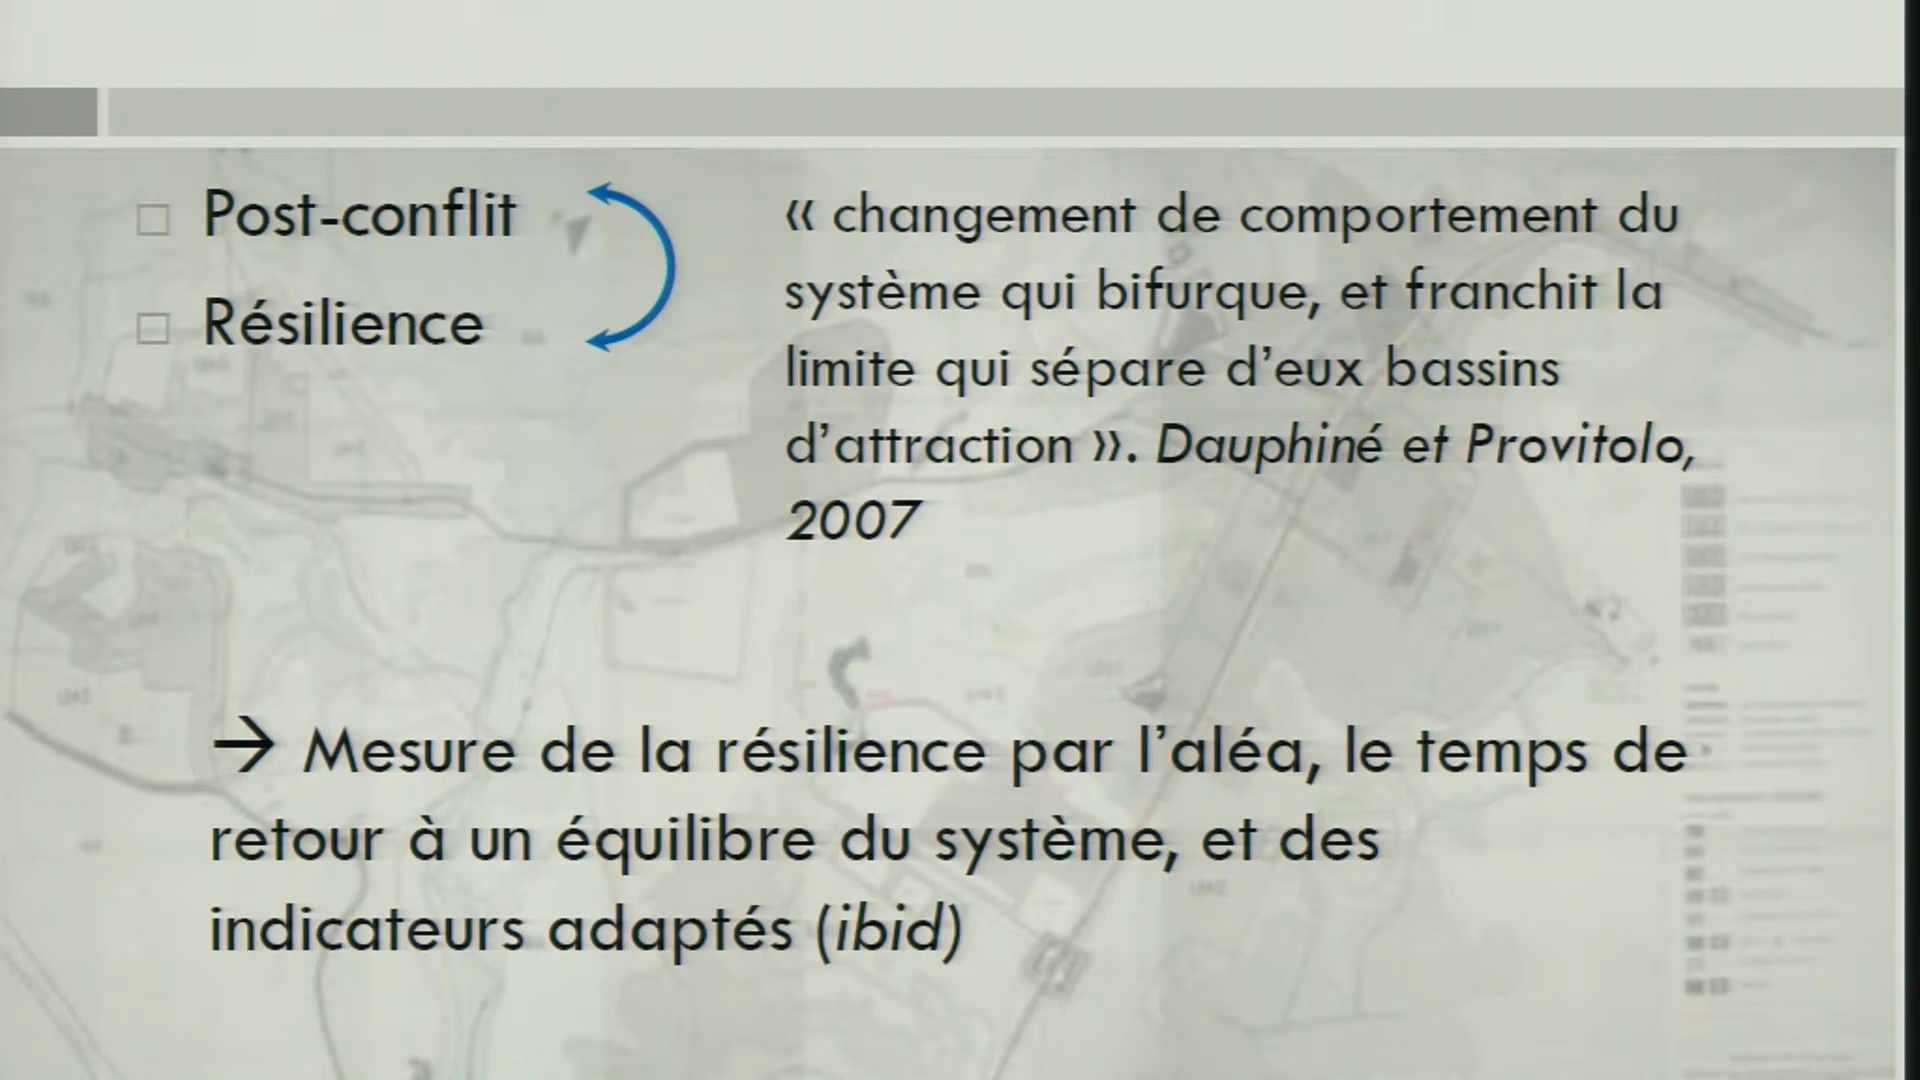 Post-conflit
Résilience
« changement de comportement du
système qui bifurque, et franchit la
limite qui sépare d’eux bassins
d’attraction ». Dauphiné et Provitolo,
2007
→ Mesure de la résilience par l’aléa, le temps de
retour à un équilibre du système, et des
indicateurs adaptés (ibid)